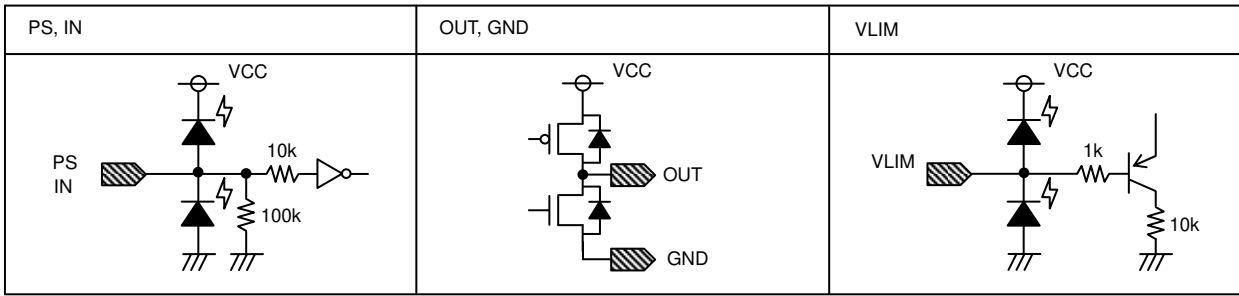 PS, IN
OUT, GND
VLIM
VCC
PS
IN
10k
100k
VCC
OUT
GND
VCC
VLIM
1k
10k